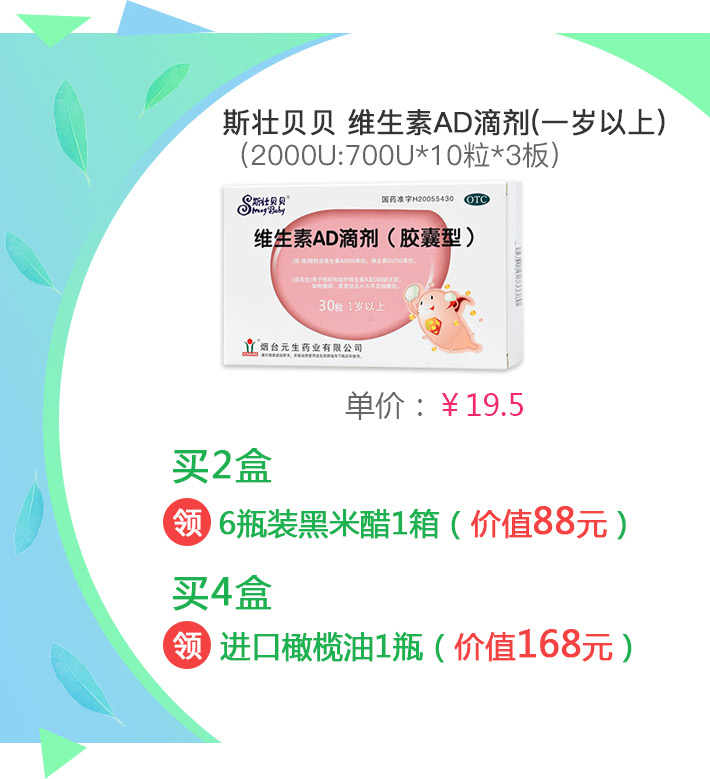 斯壮贝贝 维生素AD滴剂(一岁以上)
(2000U:700U*10粒*3板)
斯壮贝贝
Strong Baby
国药准字H20055430 OTC
维生素AD滴剂（胶囊型）
30粒 1岁以上
烟台元生药业有限公司
单价：￥19.5
买2盒
领 6瓶装黑米醋1箱（价值88元）
买4盒
领 进口橄榄油1瓶（价值168元）